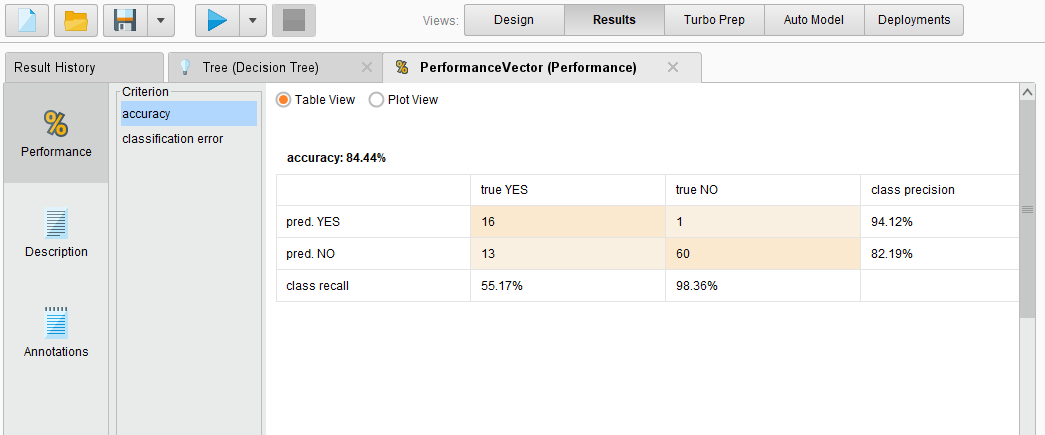 Views: Design Results Turbo Prep Auto Model Deployments
Result History Tree (Decision Tree) PerformanceVector (Performance)
Criterion
accuracy
classification error
% Performance
Description
Annotations
Table View Plot View
accuracy: 84.44%
true YES true NO class precision
pred. YES 16 1 94.12%
pred. NO 13 60 82.19%
class recall 55.17% 98.36%